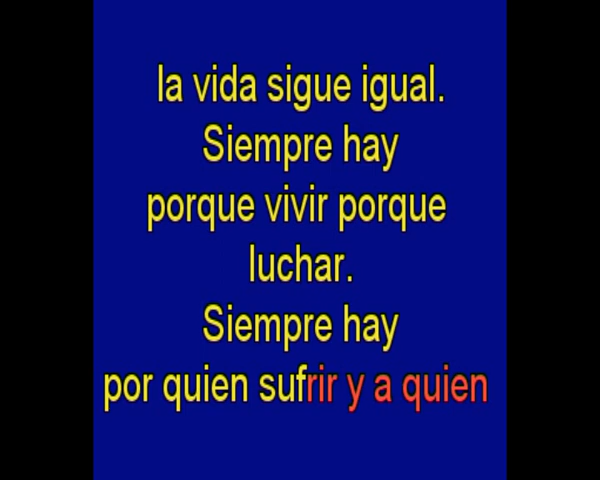 la vida sigue igual.
Siempre hay
porque vivir porque
luchar.
Siempre hay
por quien sufrir y a quien